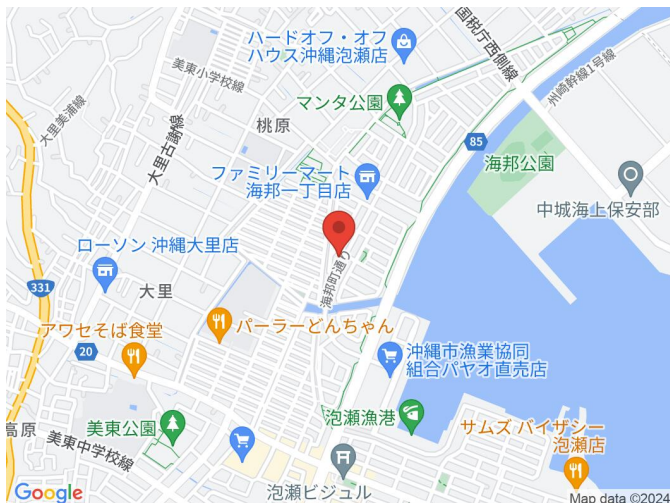 ハードオフ・オフ
ハウス沖縄泡瀬店
国税庁西側線
州崎幹線1号線
美東小学校線
マンタ公園
大里美浦線
大里古謝線
桃原
85
海邦公園
ファミリーマート
海邦一丁目店
中城海上保安部
ローソン 沖縄大里店
海邦町通り
331
大里
パーラーどんちゃん
アワセそば食堂
20
沖縄市漁業協同
組合パヤオ直売店
美東公園
泡瀬漁港
サムズ バイザシー
泡瀬店
高原
美東中学校線
泡瀬ビジュル
Google
Map data ©2024